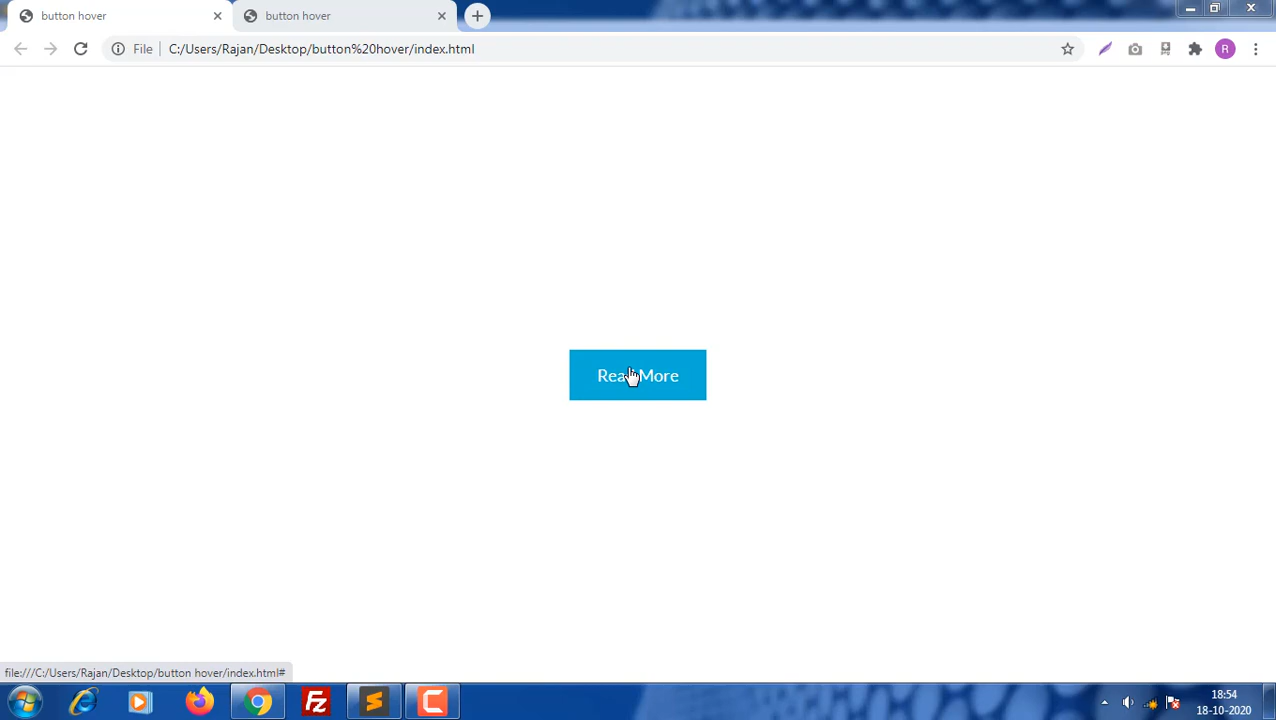 button hover
button hover
File
C:/Users/Rajan/Desktop/button%20hover/index.html
R
Read More
file:///C:/Users/Rajan/Desktop/button hover/index.html#
Fz
18:54
18-10-2020